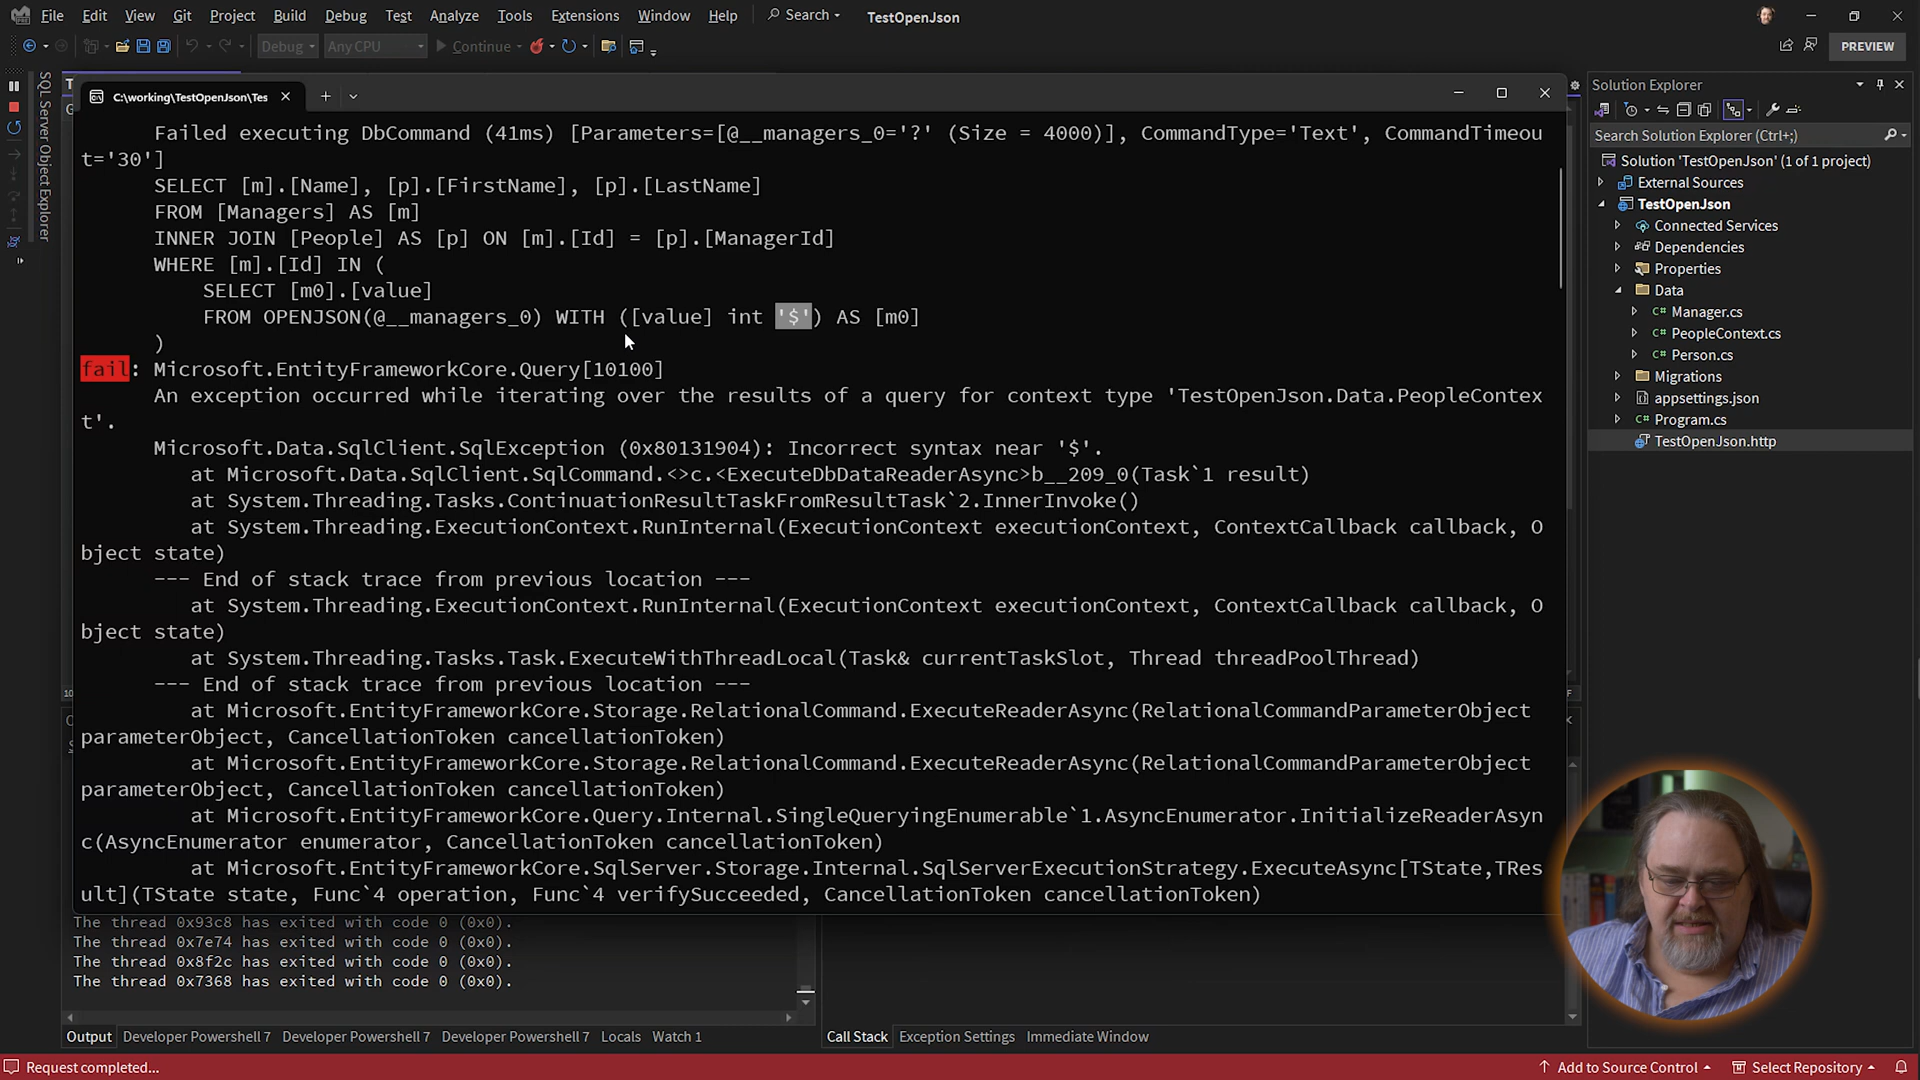 File Edit View Git Project Build Debug Test Analyze Tools Extensions Window Help Search TestOpenJson
Debug Any CPU Continue PREVIEW
SQL Server Object Explorer
C:\working\TestOpenJson\Tes
Failed executing DbCommand (41ms) [Parameters=[@__managers_0='?' (Size = 4000)], CommandType='Text', CommandTimeou
t='30']
SELECT [m].[Name], [p].[FirstName], [p].[LastName]
FROM [Managers] AS [m]
INNER JOIN [People] AS [p] ON [m].[Id] = [p].[ManagerId]
WHERE [m].[Id] IN (
SELECT [m0].[value]
FROM OPENJSON(@__managers_0) WITH ([value] int '$') AS [m0]
)
fail: Microsoft.EntityFrameworkCore.Query[10100]
An exception occurred while iterating over the results of a query for context type 'TestOpenJson.Data.PeopleContex
t'.
Microsoft.Data.SqlClient.SqlException (0x80131904): Incorrect syntax near '$'.
at Microsoft.Data.SqlClient.SqlCommand.<>c.<ExecuteDbDataReaderAsync>b__209_0(Task`1 result)
at System.Threading.Tasks.ContinuationResultTaskFromResultTask`2.InnerInvoke()
at System.Threading.ExecutionContext.RunInternal(ExecutionContext executionContext, ContextCallback callback, O
bject state)
--- End of stack trace from previous location ---
at System.Threading.ExecutionContext.RunInternal(ExecutionContext executionContext, ContextCallback callback, O
bject state)
at System.Threading.Tasks.Task.ExecuteWithThreadLocal(Task& currentTaskSlot, Thread threadPoolThread)
--- End of stack trace from previous location ---
at Microsoft.EntityFrameworkCore.Storage.RelationalCommand.ExecuteReaderAsync(RelationalCommandParameterObject
parameterObject, CancellationToken cancellationToken)
at Microsoft.EntityFrameworkCore.Storage.RelationalCommand.ExecuteReaderAsync(RelationalCommandParameterObject
parameterObject, CancellationToken cancellationToken)
at Microsoft.EntityFrameworkCore.Query.Internal.SingleQueryingEnumerable`1.AsyncEnumerator.InitializeReaderAsyn
c(AsyncEnumerator enumerator, CancellationToken cancellationToken)
at Microsoft.EntityFrameworkCore.SqlServer.Storage.Internal.SqlServerExecutionStrategy.ExecuteAsync[TState,TRes
ult](TState state, Func`4 operation, Func`4 verifySucceeded, CancellationToken cancellationToken)
The thread 0x93c8 has exited with code 0 (0x0).
The thread 0x7e74 has exited with code 0 (0x0).
The thread 0x8f2c has exited with code 0 (0x0).
The thread 0x7368 has exited with code 0 (0x0).
Output Developer Powershell 7 Developer Powershell 7 Developer Powershell 7 Locals Watch 1
Call Stack Exception Settings Immediate Window
Solution Explorer
Search Solution Explorer (Ctrl+;)
Solution 'TestOpenJson' (1 of 1 project)
External Sources
TestOpenJson
Connected Services
Dependencies
Properties
Data
Manager.cs
PeopleContext.cs
Person.cs
Migrations
appsettings.json
Program.cs
TestOpenJson.http
Request completed... Add to Source Control Select Repository